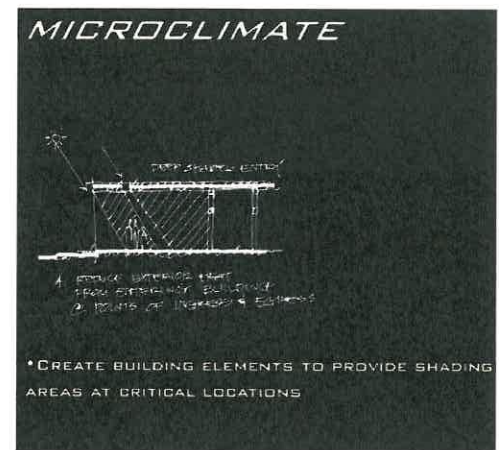 MICROCLIMATE
DEEP SHADED ENTRY
REDUCE EXTERIOR LIGHT
FROM ENTERING BUILDING
@ POINTS OF INGRESS & EGRESS
•CREATE BUILDING ELEMENTS TO PROVIDE SHADING
AREAS AT CRITICAL LOCATIONS